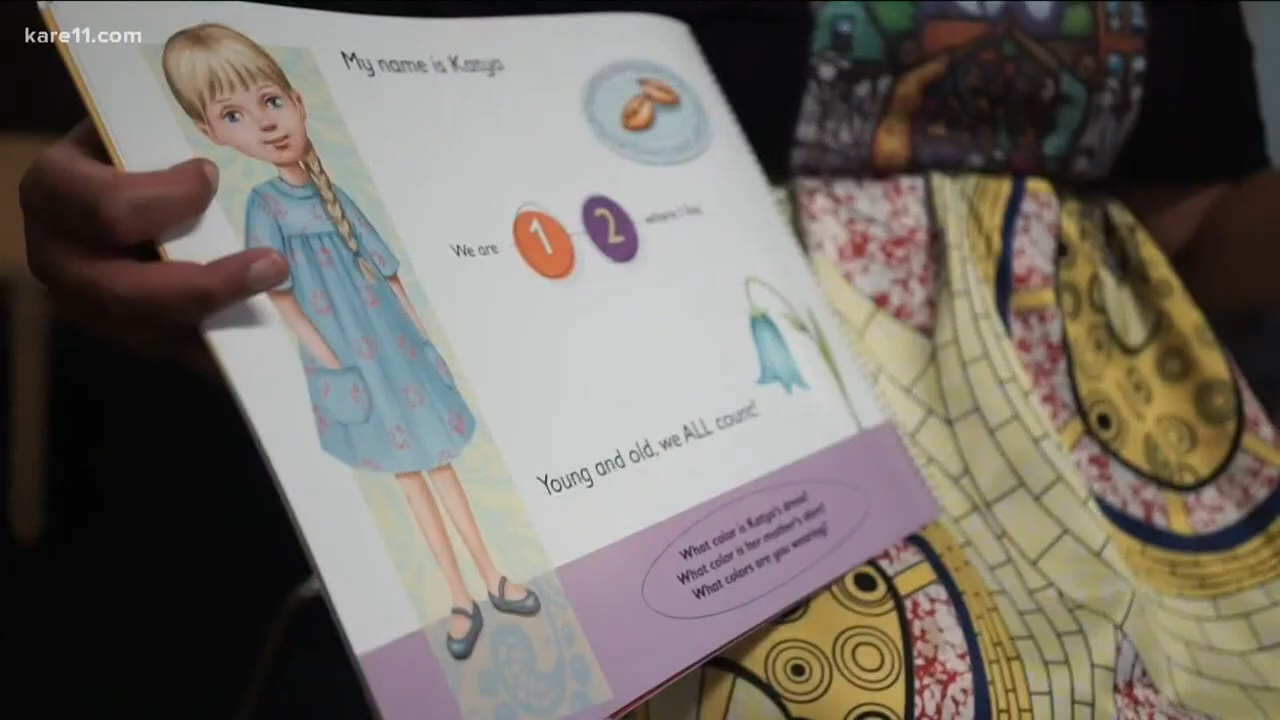 kare11.com
My name is Katya
We are 1 2 where I live.
Young and old, we ALL count!
What color is Katya's dress?
What color is her mother's shirt?
What colors are you wearing?